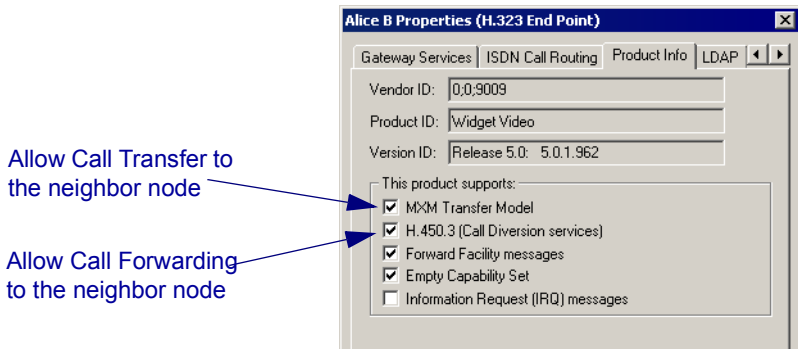 Alice B Properties (H.323 End Point)
Gateway Services ISDN Call Routing Product Info LDAP
Vendor ID: 0;0;9009
Product ID: Widget Video
Version ID: Release 5.0: 5.0.1.962
Allow Call Transfer to
the neighbor node
This product supports:
MXM Transfer Model
H.450.3 (Call Diversion services)
Forward Facility messages
Empty Capability Set
Information Request (IRQ) messages
Allow Call Forwarding
to the neighbor node